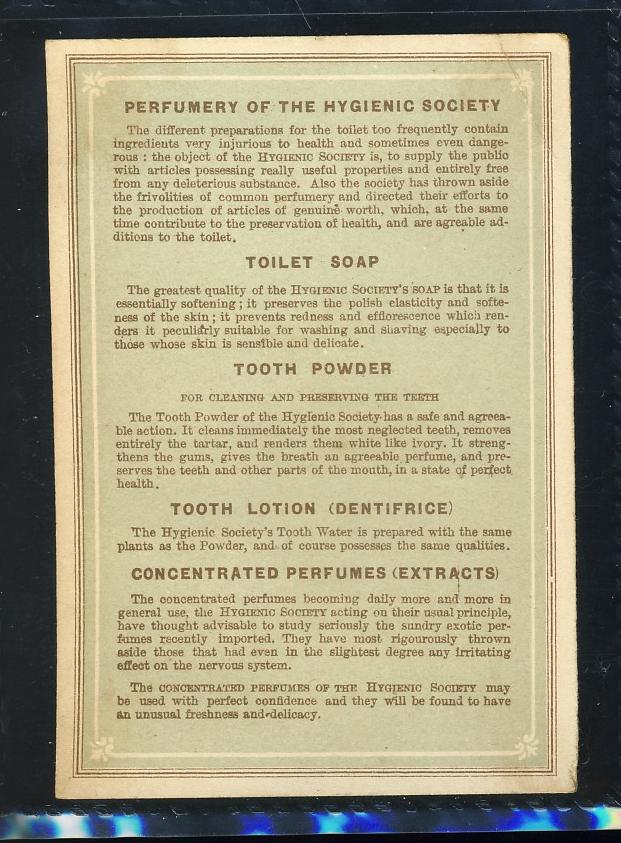 PERFUMERY OF THE HYGIENIC SOCIETY
The different preparations for the toilet too frequently contain
ingredients very injurious to health and sometimes even dange-
rous : the object of the HYGIENIC SOCIETY is, to supply the public
with articles possessing really useful properties and entirely free
from any deleterious substance. Also the society has thrown aside
the frivolities of common perfumery and directed their efforts to
the production of articles of genuine worth, which, at the same
time contribute to the preservation of health, and are agreable ad-
ditions to the toilet.
TOILET SOAP
The greatest quality of the HYGIENIC SOCIETY'S SOAP is that it is
essentially softening ; it preserves the polish elasticity and softe-
ness of the skin ; it prevents redness and efflorescence which ren-
ders it peculiarly suitable for washing and shaving especially to
those whose skin is sensible and delicate.
TOOTH POWDER
FOR CLEANING AND PRESERVING THE TEETH
The Tooth Powder of the Hygienic Society has a safe and agreea-
ble action. It cleans immediately the most neglected teeth, removes
entirely the tartar, and renders them white like ivory. It streng-
thens the gums, gives the breath an agreeable perfume, and pre-
serves the teeth and other parts of the mouth, in a state of perfect
health.
TOOTH LOTION (DENTIFRICE)
The Hygienic Society's Tooth Water is prepared with the same
plants as the Powder, and of course possesses the same qualities.
CONCENTRATED PERFUMES (EXTRACTS)
The concentrated perfumes becoming daily more and more in
general use, the HYGIENIC SOCIETY acting on their usual principle,
have thought advisable to study seriously the sundry exotic per-
fumes recently imported. They have most rigourously thrown
aside those that had even in the slightest degree any irritating
effect on the nervous system.
The CONCENTRATED PERFUMES OF THE HYGIENIC SOCIETY may
be used with perfect confidence and they will be found to have
an unusual freshness and delicacy.